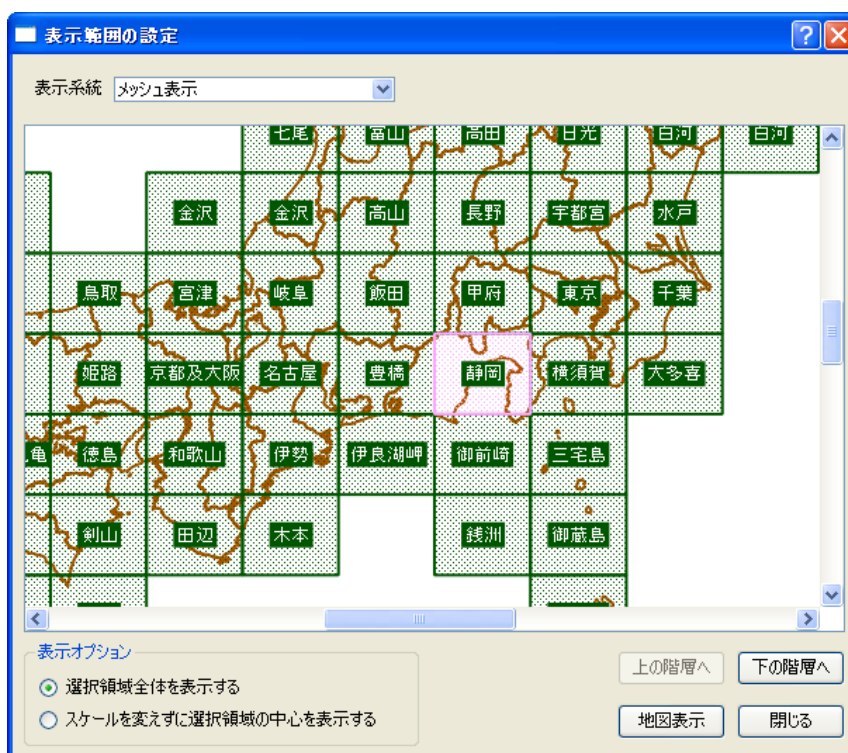 表示範囲の設定
表示系統 メッシュ表示
七尾 富山 高田 日光 白河 白河
金沢 金沢 高山 長野 宇都宮 水戸
鳥取 宮津 岐阜 飯田 甲府 東京 千葉
姫路 京都及大阪 名古屋 豊橋 静岡 横須賀 大多喜
亀 徳島 和歌山 伊勢 伊良湖岬 御前崎 三宅島
剣山 田辺 木本 銭洲 御蔵島
表示オプション
選択領域全体を表示する
スケールを変えずに選択領域の中心を表示する
上の階層へ 下の階層へ
地図表示 閉じる